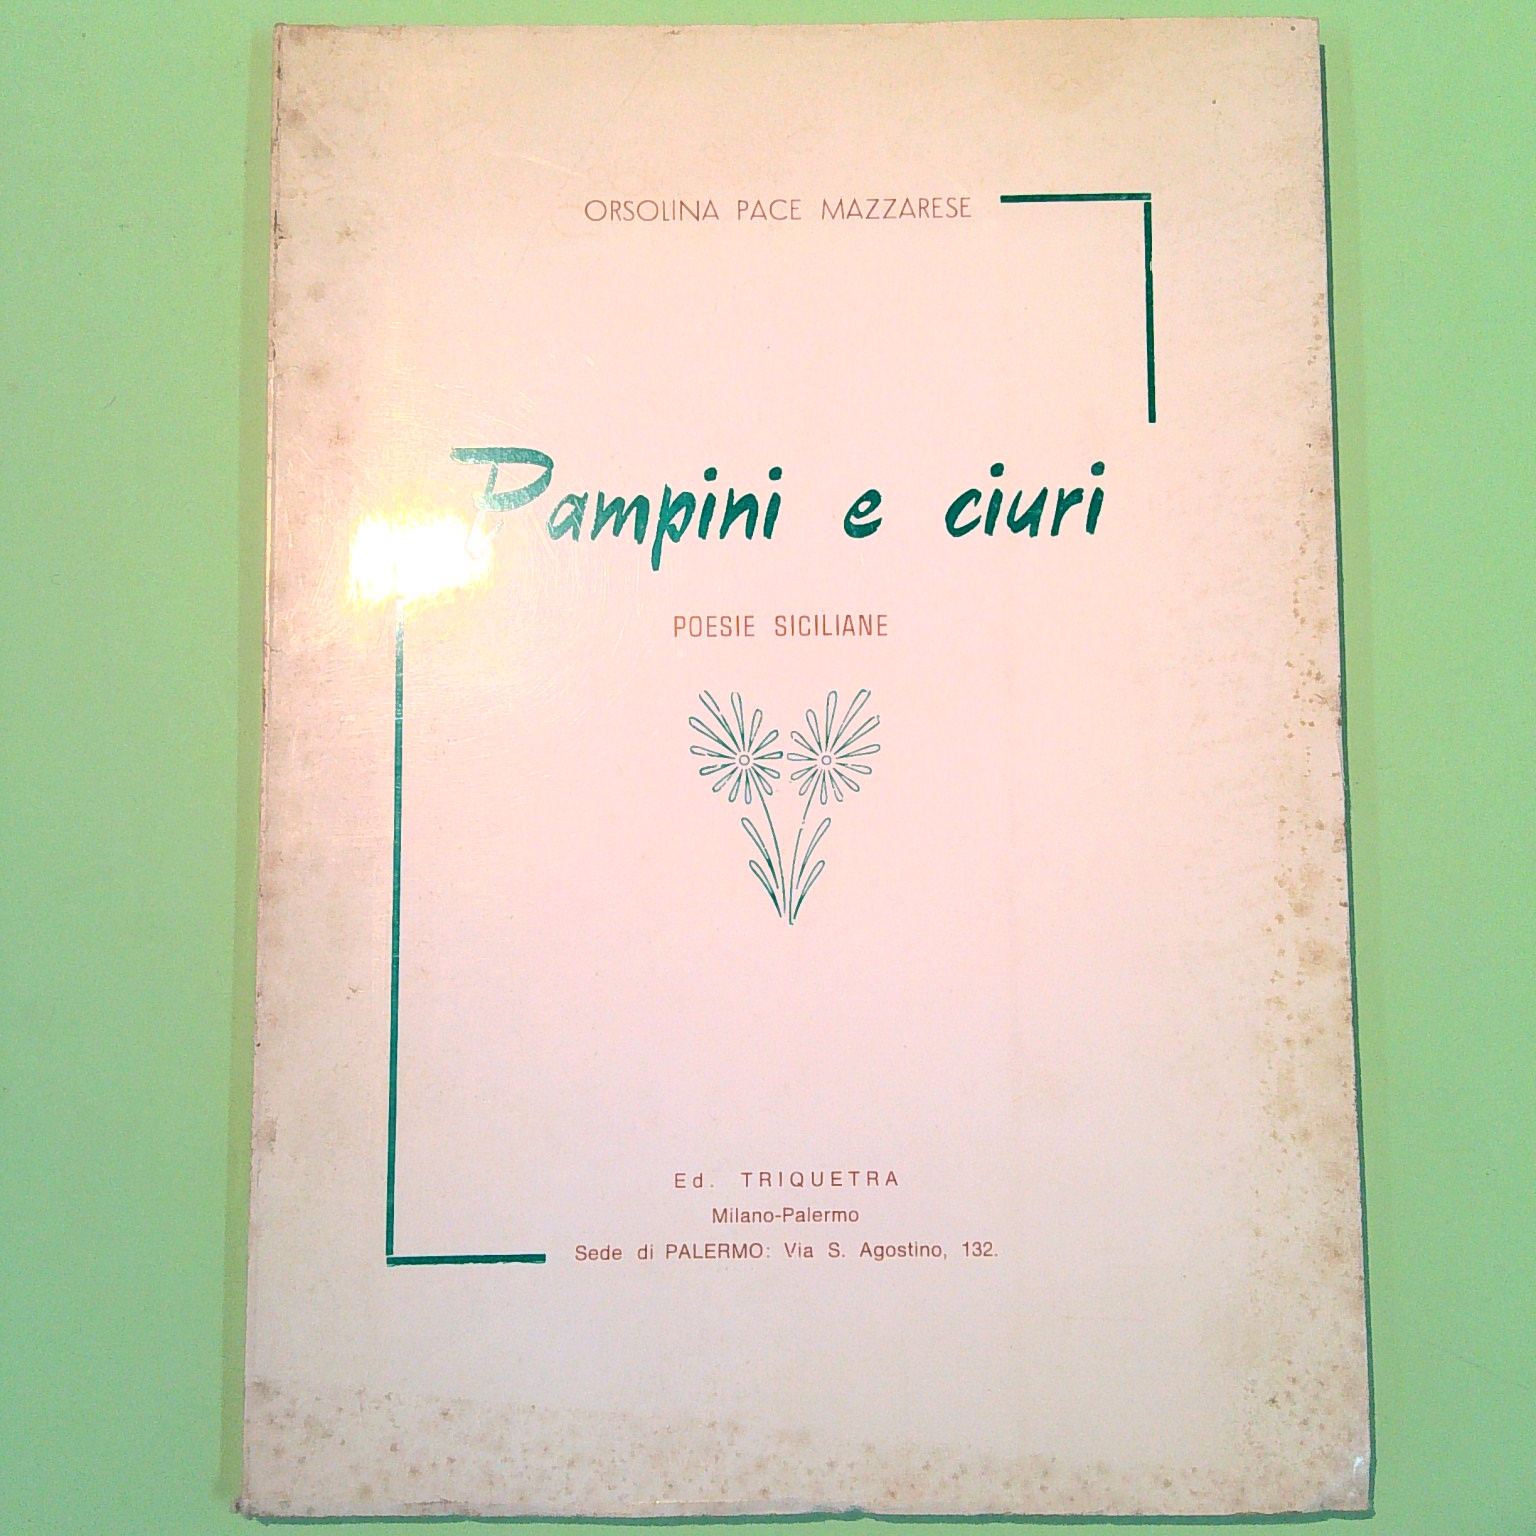 ORSOLINA PACE MAZZARESE
Pampini e ciuri
POESIE SICILIANE
Ed. TRIQUETRA
Milano-Palermo
Sede di PALERMO: Via S. Agostino, 132.